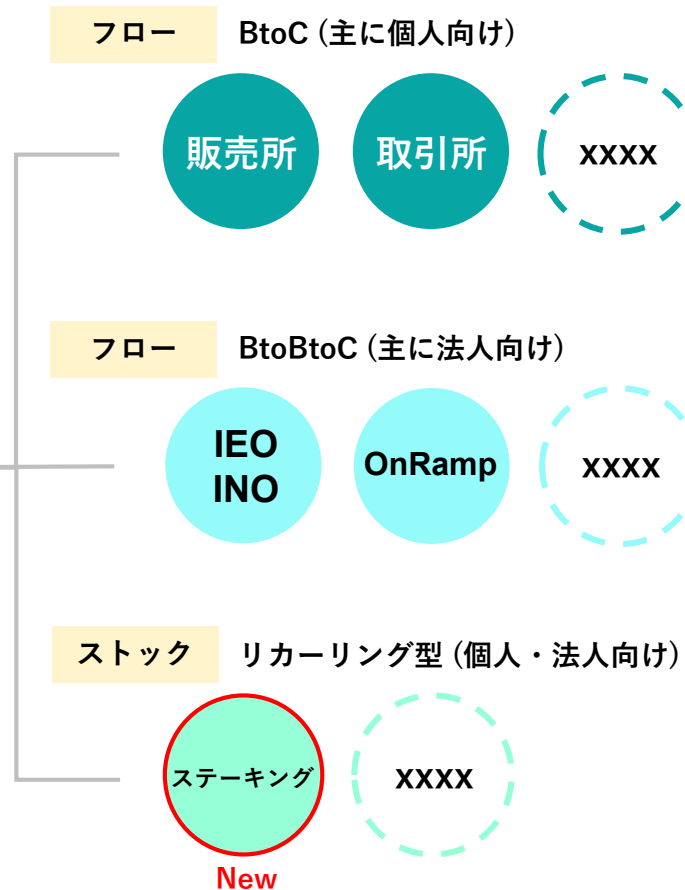 フロー BtoC (主に個人向け)
販売所 取引所 xxxx
フロー BtoBtoC (主に法人向け)
IEO
INO
OnRamp
xxxx
ストック リカーリング型 (個人・法人向け)
ステーキング xxxx
New